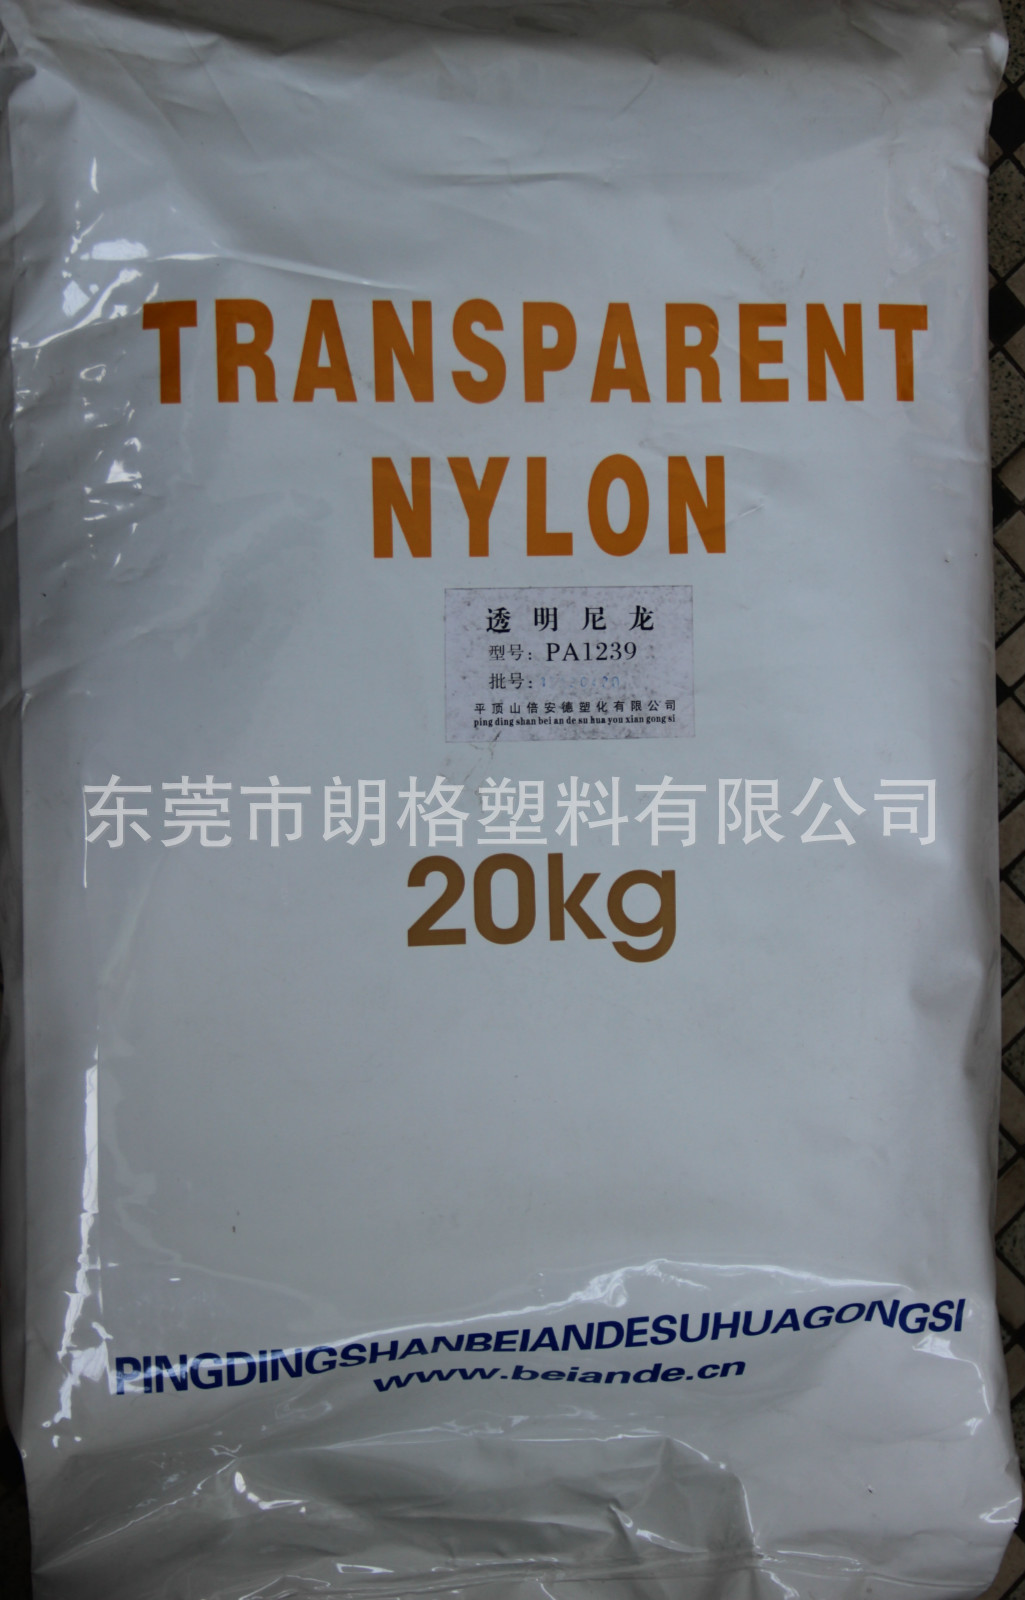 TRANSPARENT
NYLON
透明尼龙
型号: PA1239
批号:
平顶山倍安德塑化有限公司
ping ding shan bei an de su hua you xian gong si
东莞市朗格塑料有限公司
20kg
PINGDINGSHANBEIANDESUHUAGONGSI
www.beiande.cn